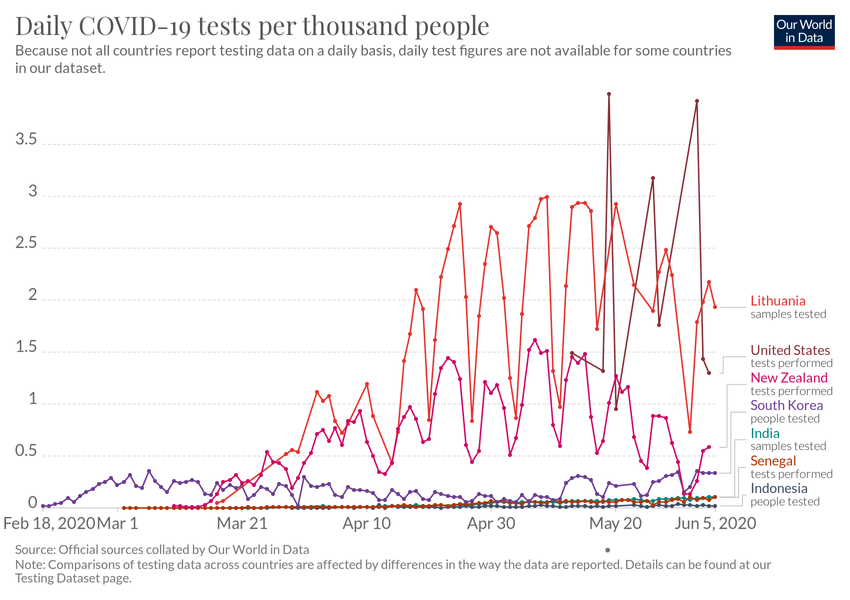 Daily COVID-19 tests per thousand people
Our World
in Data
Because not all countries report testing data on a daily basis, daily test figures are not available for some countries
in our dataset.
3.5
3
2.5
2
1.5
1
0.5
0
Lithuania
samples tested
United States
tests performed
New Zealand
tests performed
South Korea
people tested
India
samples tested
Senegal
tests performed
Indonesia
people tested
Feb 18, 2020 Mar 1 Mar 21 Apr 10 Apr 30 May 20 Jun 5, 2020
Source: Official sources collated by Our World in Data
Note: Comparisons of testing data across countries are affected by differences in the way the data are reported. Details can be found at our
Testing Dataset page.